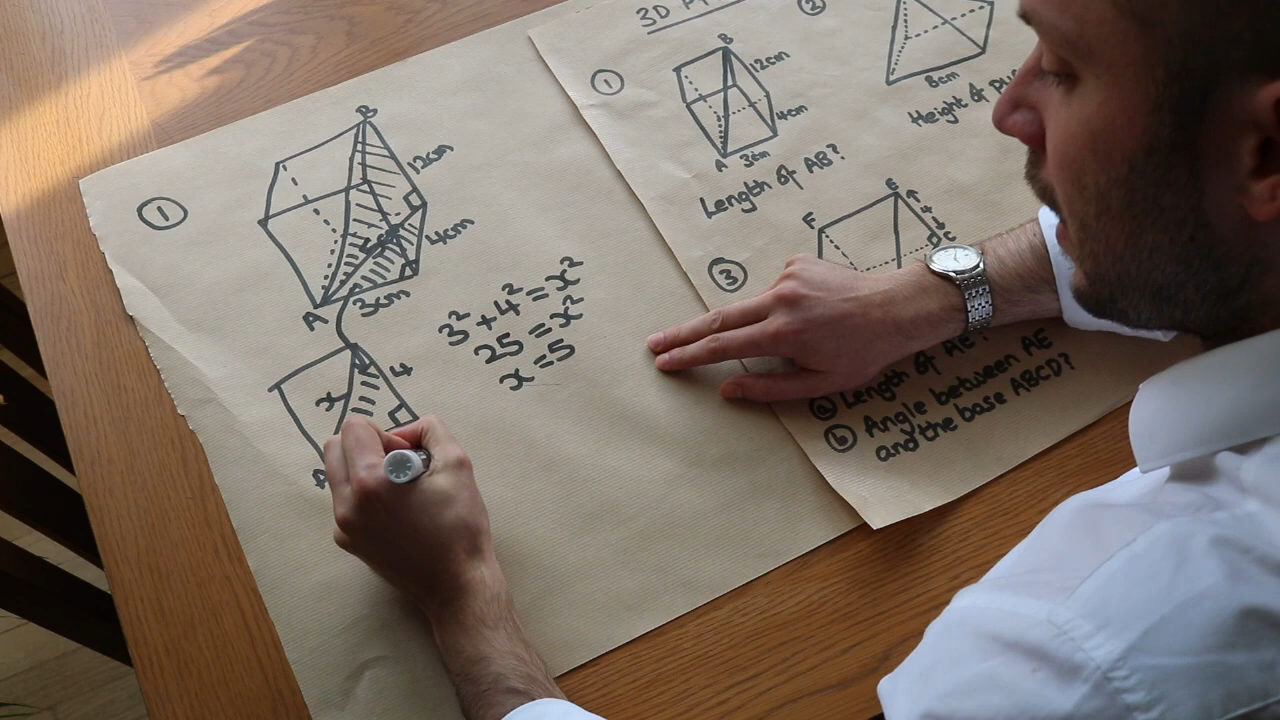 ①
B
12cm
4cm
3cm
A
3² + 4² = x²
25 = x²
x = 5
x
4
3D
①
B
12cm
4cm
A 3cm
Length of AB?
②
8cm
Height of
③
E
F
4
C
Length of AE?
ⓐ
ⓑ Angle between AE
and the base ABCD?